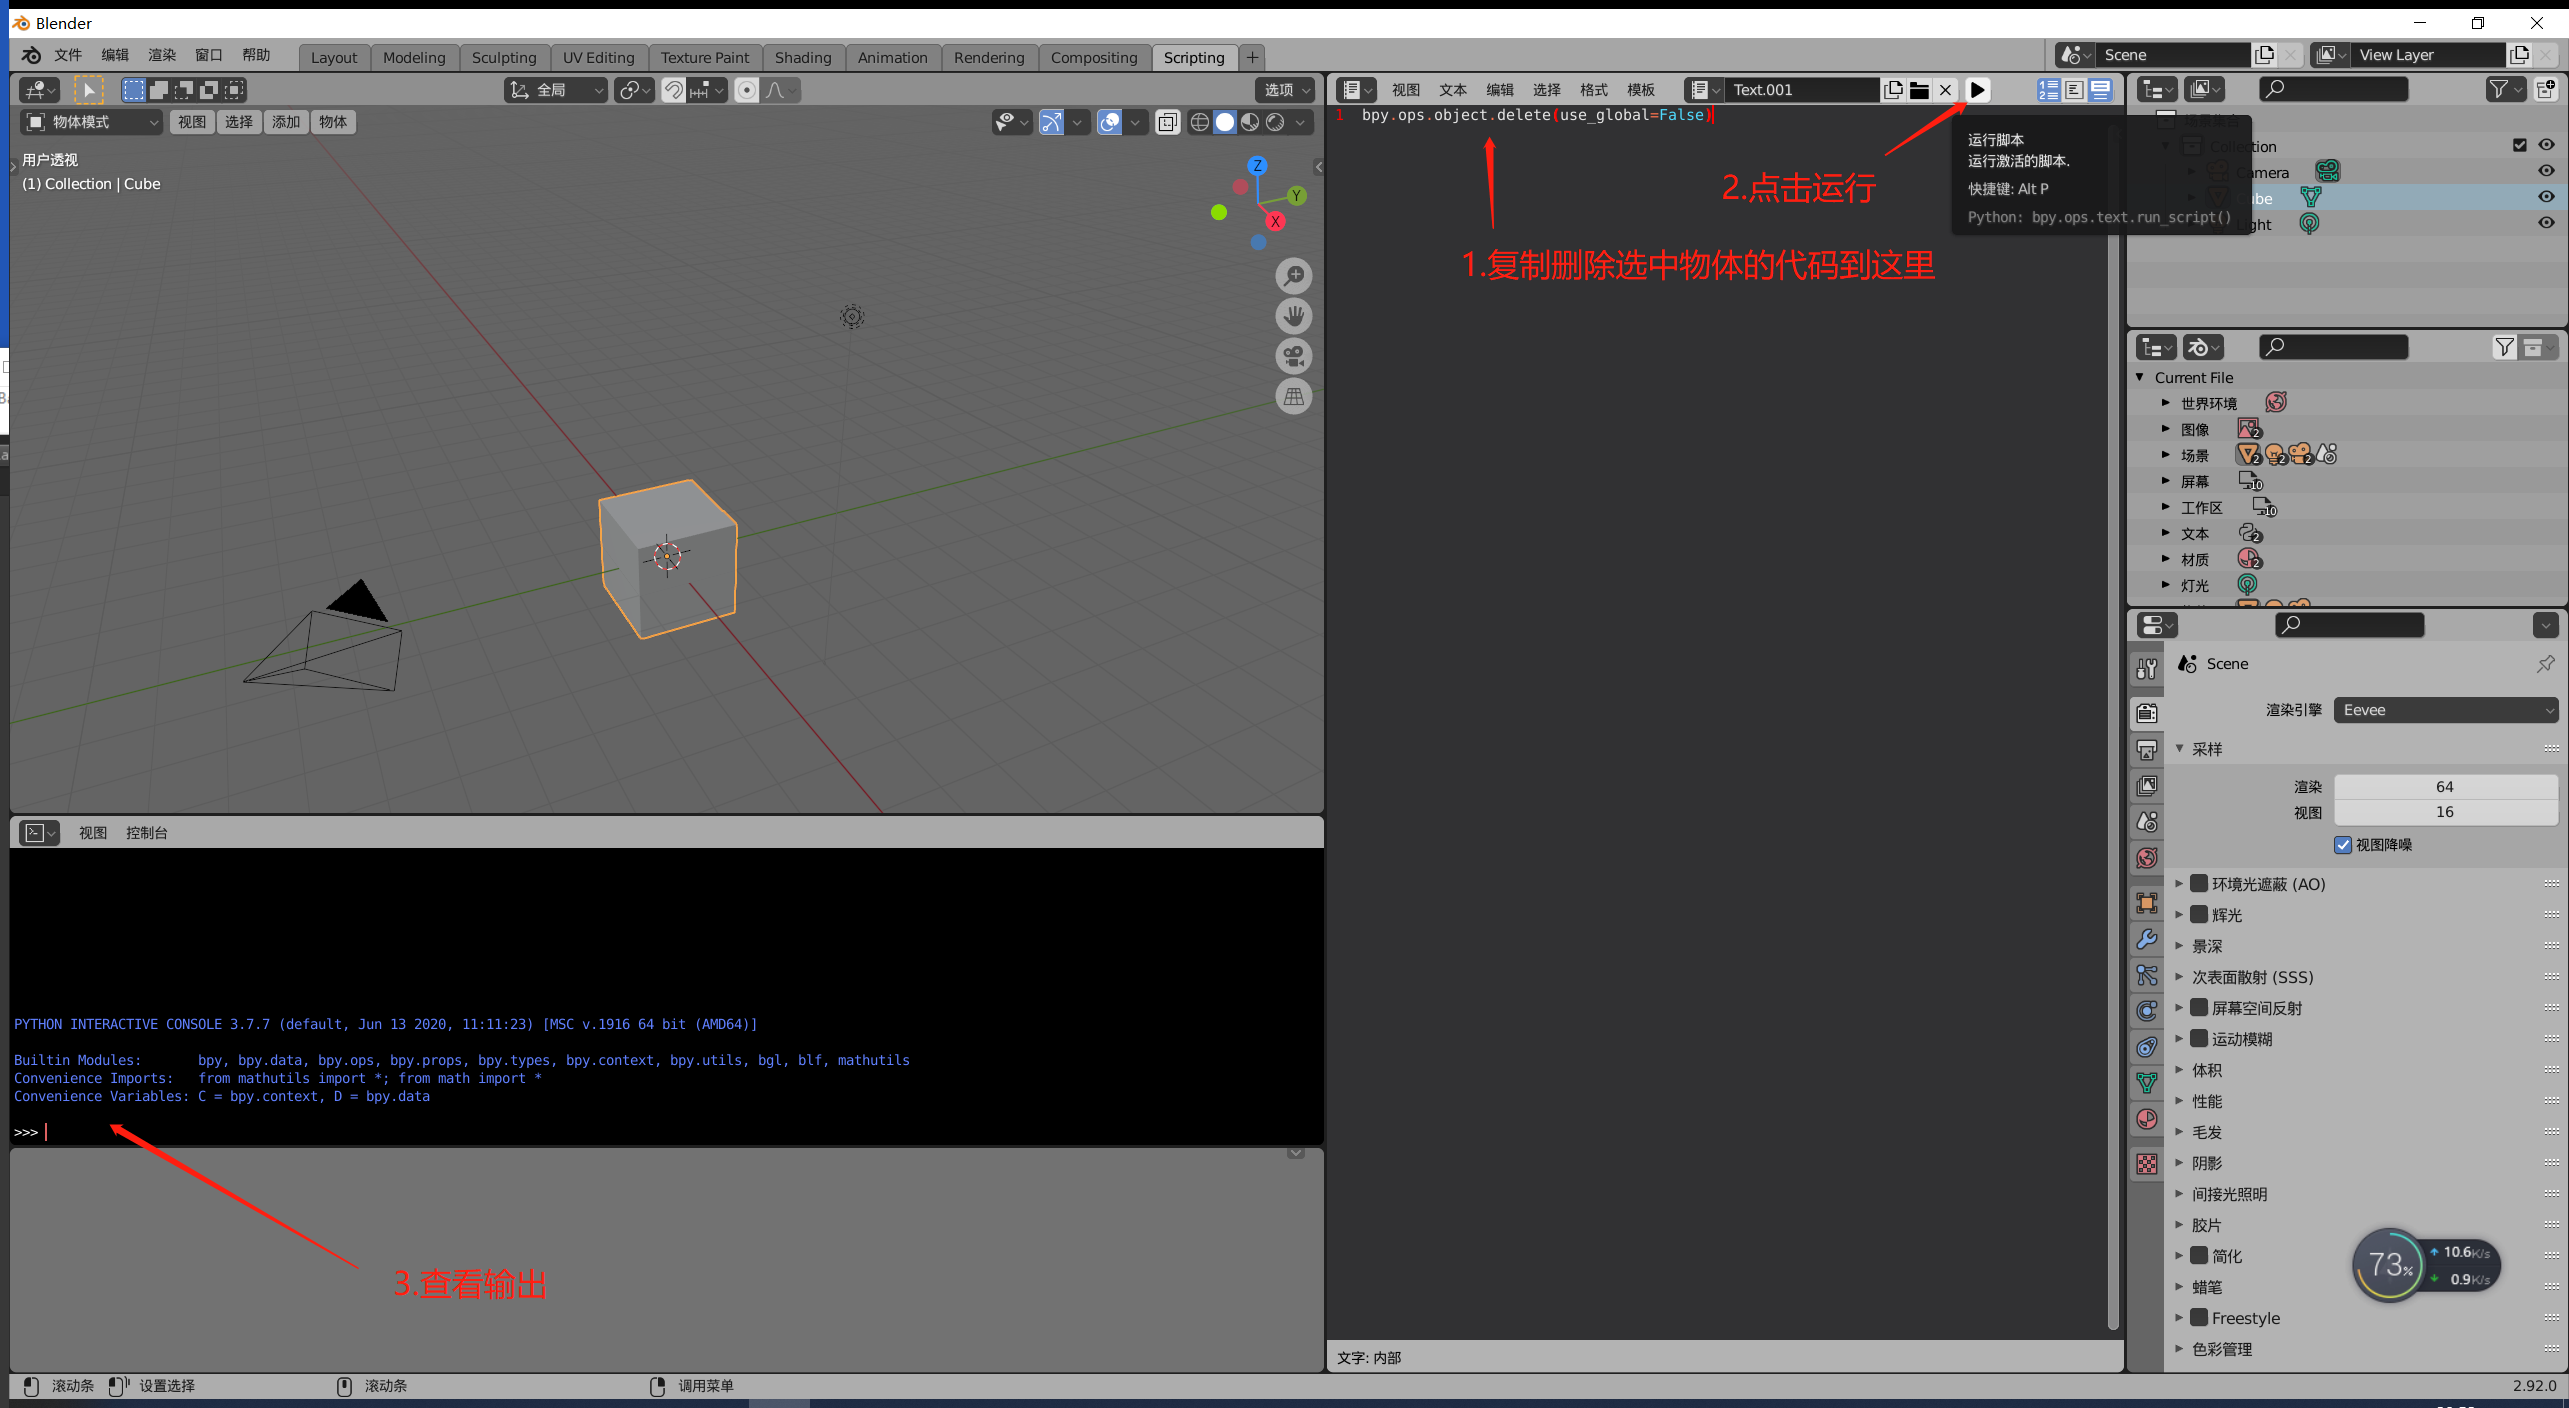 Blender
文件 编辑 渲染 窗口 帮助 Layout Modeling Sculpting UV Editing Texture Paint Shading Animation Rendering Compositing Scripting + Scene View Layer
全局 选项
视图 文本 编辑 选择 格式 模板 Text.001
物体模式 视图 选择 添加 物体
用户透视
(1) Collection | Cube
Z
Y
X
1 bpy.ops.object.delete(use_global=False)
运行脚本
运行激活的脚本.
快捷键: Alt P
Python: bpy.ops.text.run_script()
2.点击运行
1.复制删除选中物体的代码到这里
Current File
世界环境
图像 2
场景 2 2 2
屏幕 10
工作区 10
文本 2
材质 2
灯光
Scene
渲染引擎 Eevee
采样
渲染 64
视图 16
视图降噪
环境光遮蔽 (AO)
辉光
景深
次表面散射 (SSS)
屏幕空间反射
运动模糊
体积
性能
毛发
阴影
间接光照明
胶片
简化
蜡笔
Freestyle
色彩管理
73%
10.6K/s
0.9K/s
视图 控制台
PYTHON INTERACTIVE CONSOLE 3.7.7 (default, Jun 13 2020, 11:11:23) [MSC v.1916 64 bit (AMD64)]
Builtin Modules: bpy, bpy.data, bpy.ops, bpy.props, bpy.types, bpy.context, bpy.utils, bgl, blf, mathutils
Convenience Imports: from mathutils import *; from math import *
Convenience Variables: C = bpy.context, D = bpy.data
>>>
3.查看输出
文字: 内部
滚动条 设置选择 滚动条 调用菜单 2.92.0